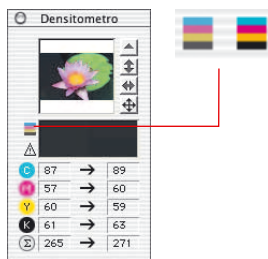 Densitometro
C 87 → 89
M 57 → 60
Y 60 → 59
K 61 → 63
Σ 265 → 271